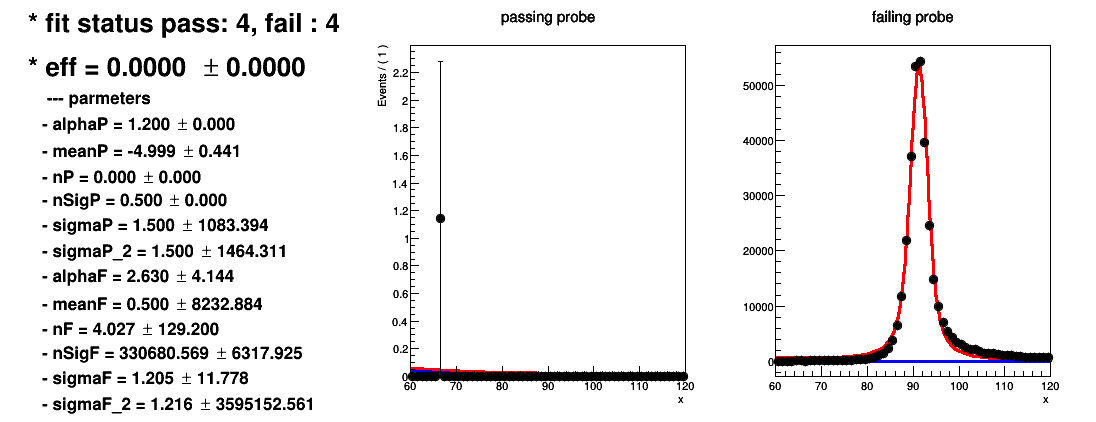 * fit status pass: 4, fail : 4
* eff = 0.0000 ± 0.0000
--- parmeters
- alphaP = 1.200 ± 0.000
- meanP = -4.999 ± 0.441
- nP = 0.000 ± 0.000
- nSigP = 0.500 ± 0.000
- sigmaP = 1.500 ± 1083.394
- sigmaP_2 = 1.500 ± 1464.311
- alphaF = 2.630 ± 4.144
- meanF = 0.500 ± 8232.884
- nF = 4.027 ± 129.200
- nSigF = 330680.569 ± 6317.925
- sigmaF = 1.205 ± 11.778
- sigmaF_2 = 1.216 ± 3595152.561
passing probe
Events / ( 1 )
2.2
2
1.8
1.6
1.4
1.2
1
0.8
0.6
0.4
0.2
0
60 70 80 90 100 110 120
x
failing probe
50000
40000
30000
20000
10000
0
60 70 80 90 100 110 120
x